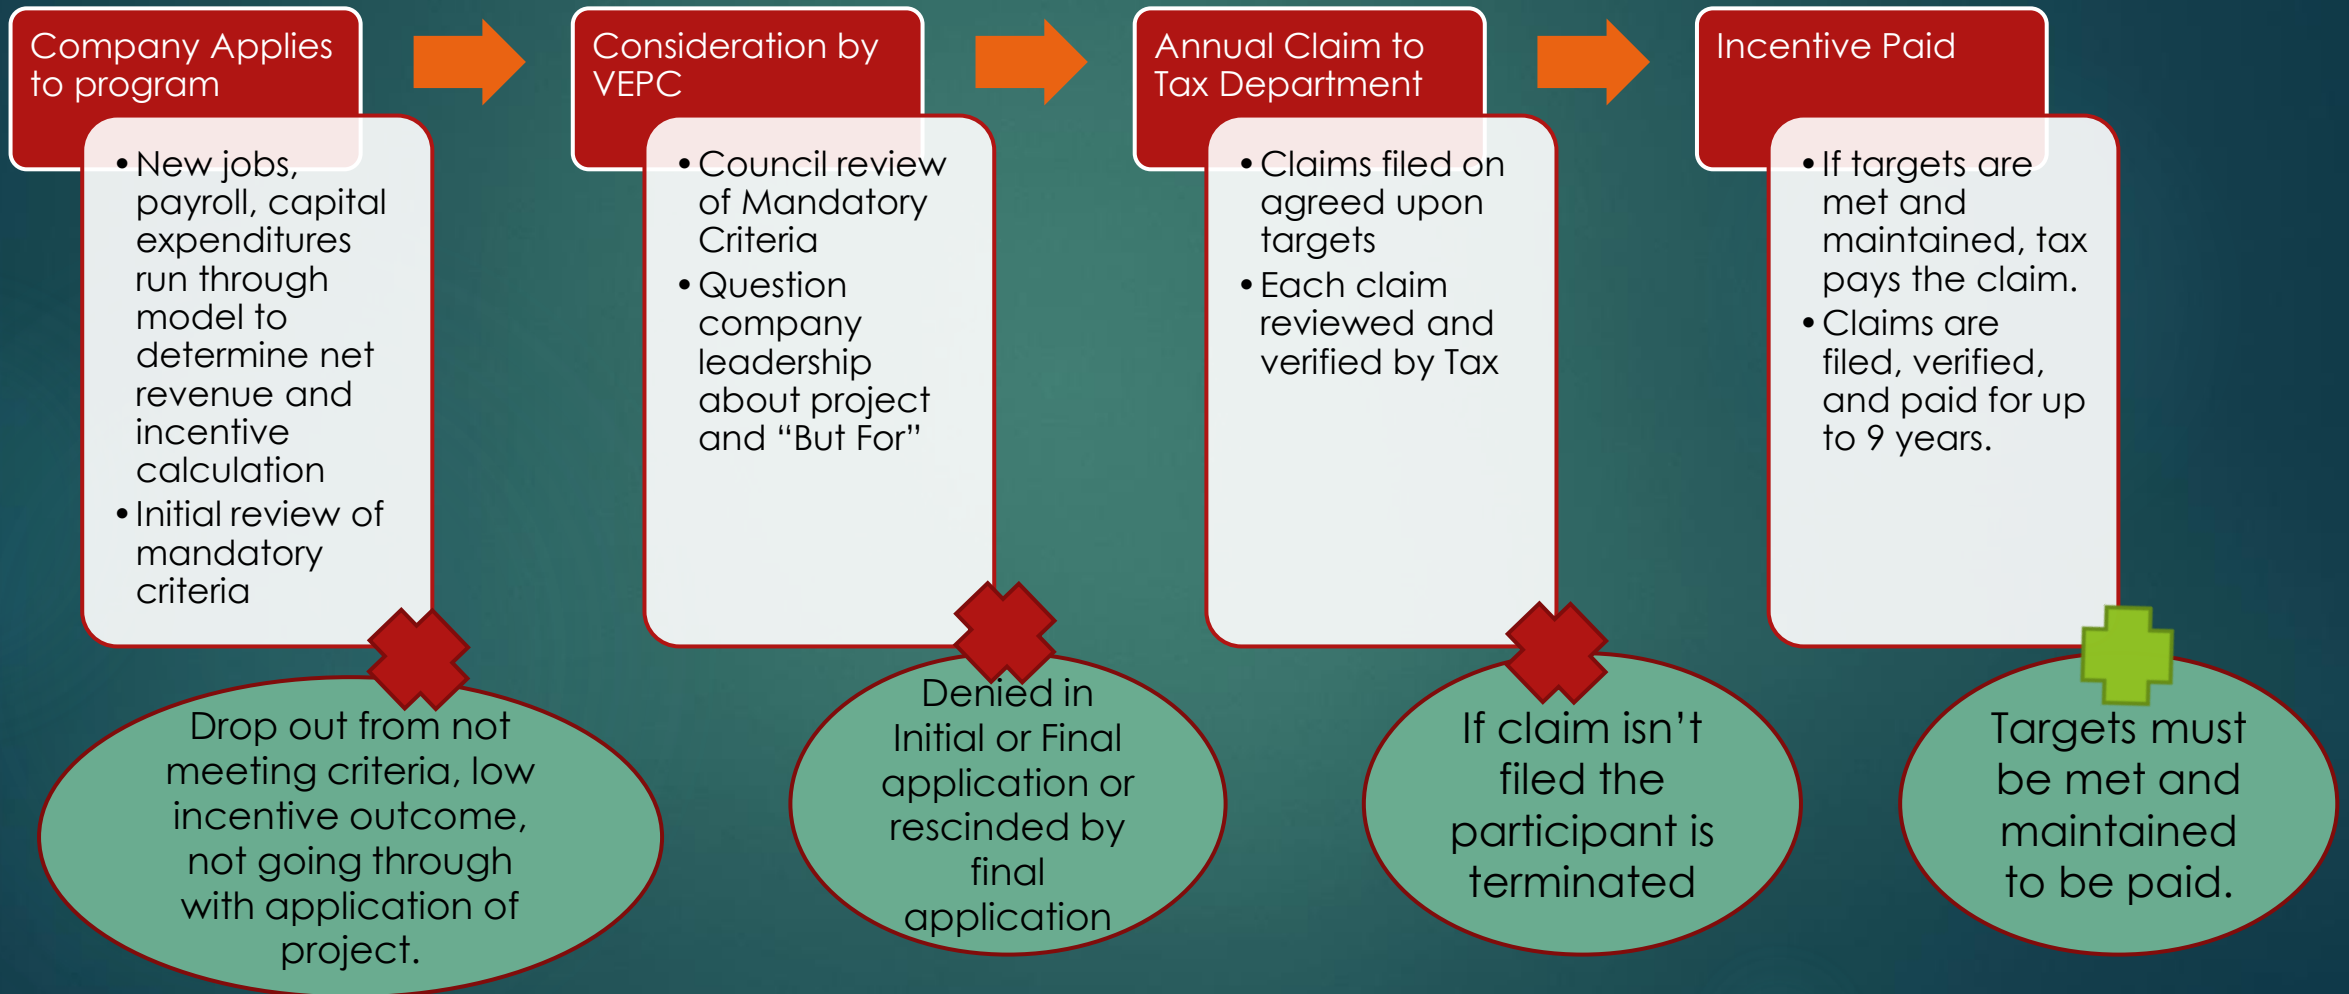 Company Applies
to program
• New jobs,
payroll, capital
expenditures
run through
model to
determine net
revenue and
incentive
calculation
• Initial review of
mandatory
criteria
Drop out from not
meeting criteria, low
incentive outcome,
not going through
with application of
project.
Consideration by
VEPC
• Council review
of Mandatory
Criteria
• Question
company
leadership
about project
and “But For”
Denied in
Initial or Final
application or
rescinded by
final
application
Annual Claim to
Tax Department
• Claims filed on
agreed upon
targets
• Each claim
reviewed and
verified by Tax
If claim isn’t
filed the
participant is
terminated
Incentive Paid
• If targets are
met and
maintained, tax
pays the claim.
• Claims are
filed, verified,
and paid for up
to 9 years.
Targets must
be met and
maintained
to be paid.